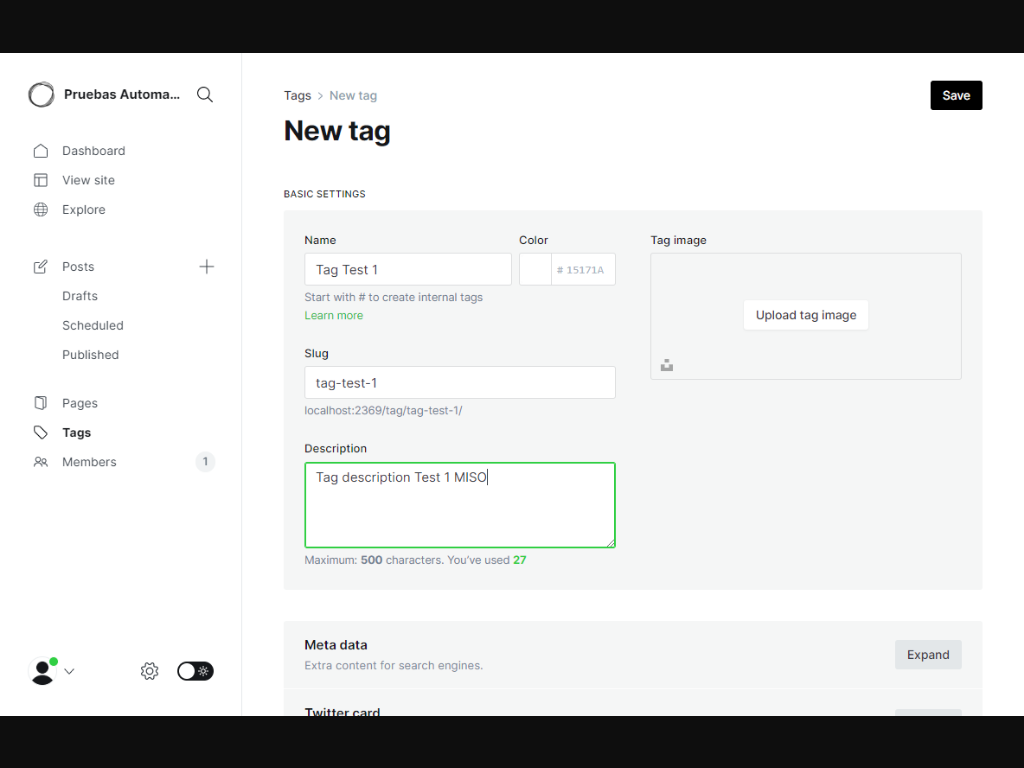 Pruebas Automa...
Dashboard
View site
Explore
Posts
Drafts
Scheduled
Published
Pages
Tags
Members
1
Tags > New tag
Save
New tag
BASIC SETTINGS
Name
Tag Test 1
Color
# 15171A
Start with # to create internal tags
Learn more
Slug
tag-test-1
localhost:2369/tag/tag-test-1/
Description
Tag description Test 1 MISO
Maximum: 500 characters. You've used 27
Tag image
Upload tag image
Meta data
Extra content for search engines.
Expand
Twitter card